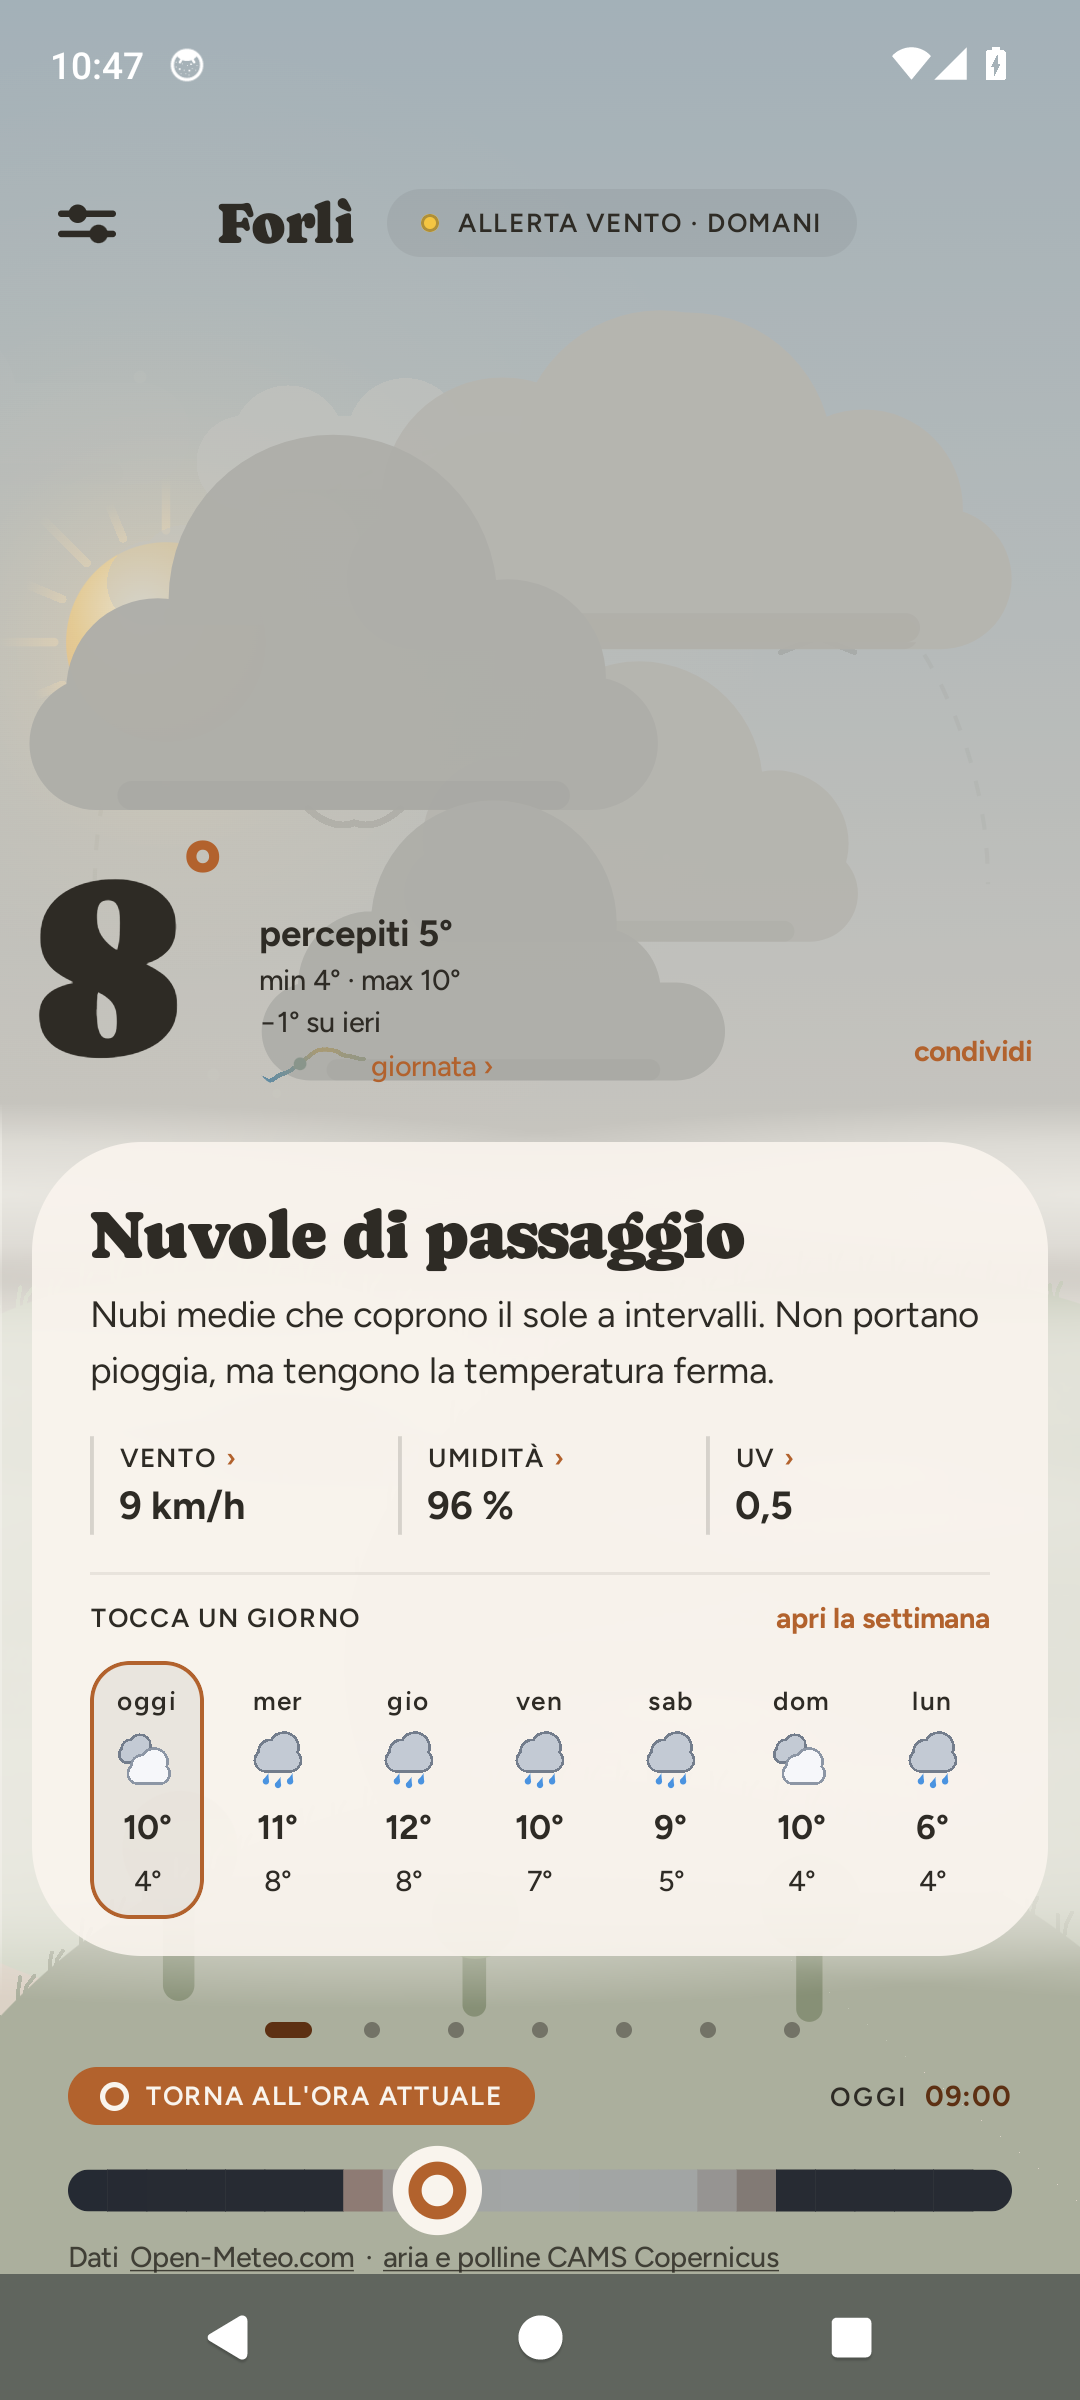 10:47
Forlì
ALLERTA VENTO · DOMANI
8°
percepiti 5°
min 4° · max 10°
−1° su ieri
giornata ›
condividi
Nuvole di passaggio
Nubi medie che coprono il sole a intervalli. Non portano
pioggia, ma tengono la temperatura ferma.
VENTO › UMIDITÀ › UV ›
9 km/h 96 % 0,5
TOCCA UN GIORNO apri la settimana
oggi mer gio ven sab dom lun
10° 11° 12° 10° 9° 10° 6°
4° 8° 8° 7° 5° 4° 4°
TORNA ALL'ORA ATTUALE OGGI 09:00
Dati Open-Meteo.com · aria e polline CAMS Copernicus